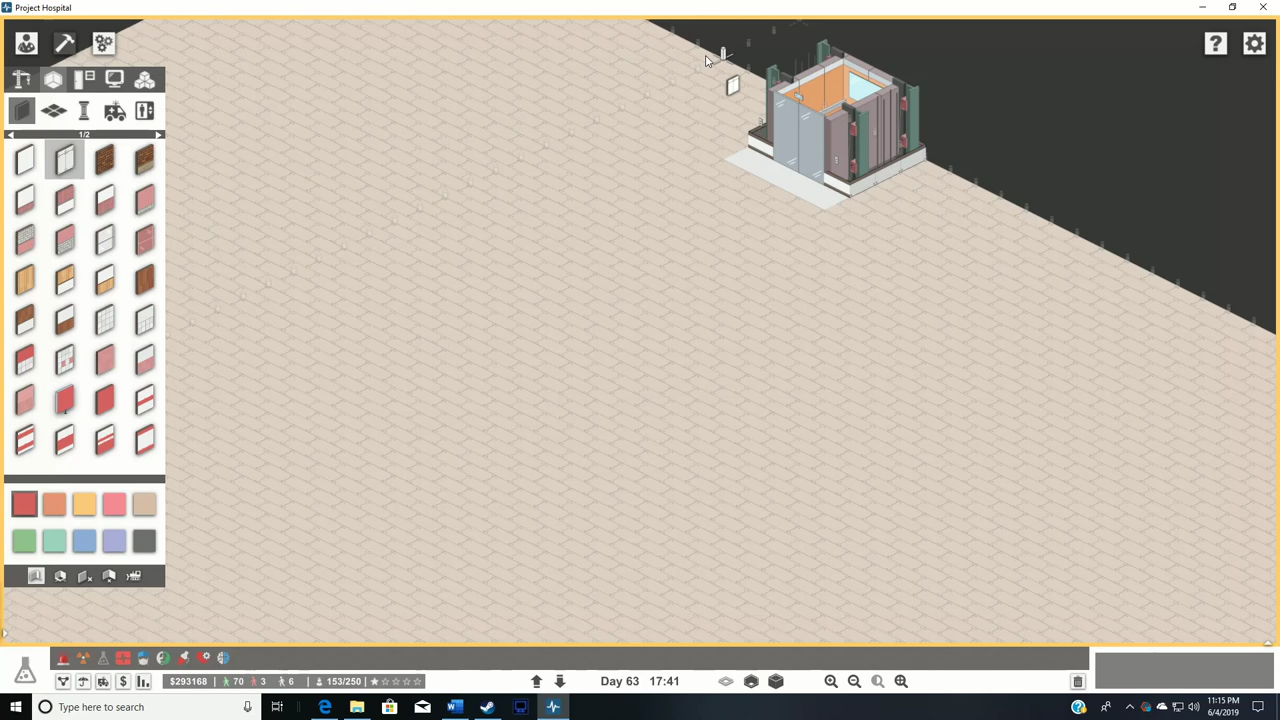 Project Hospital
?
1/2
$293168 70 3 6 153/250
Day 63 17:41
Type here to search
11:15 PM
6/4/2019